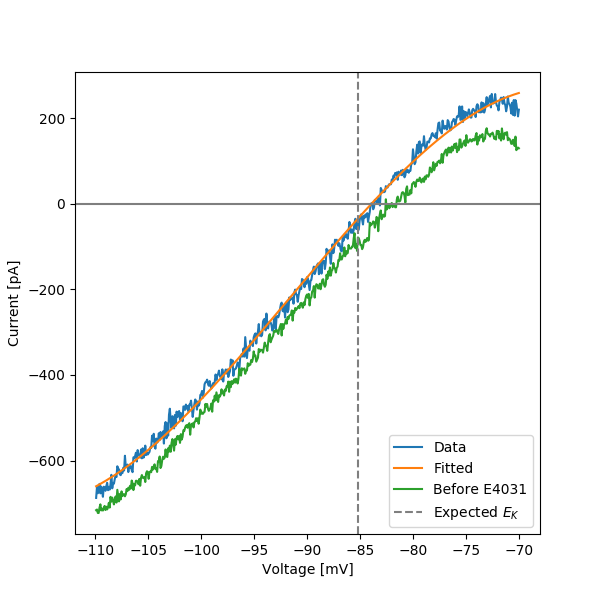 200
0
−200
−400
−600
Current [pA]
−110
−105
−100
−95
−90
−85
−80
−75
−70
Voltage [mV]
Data
Fitted
Before E4031
Expected E_K